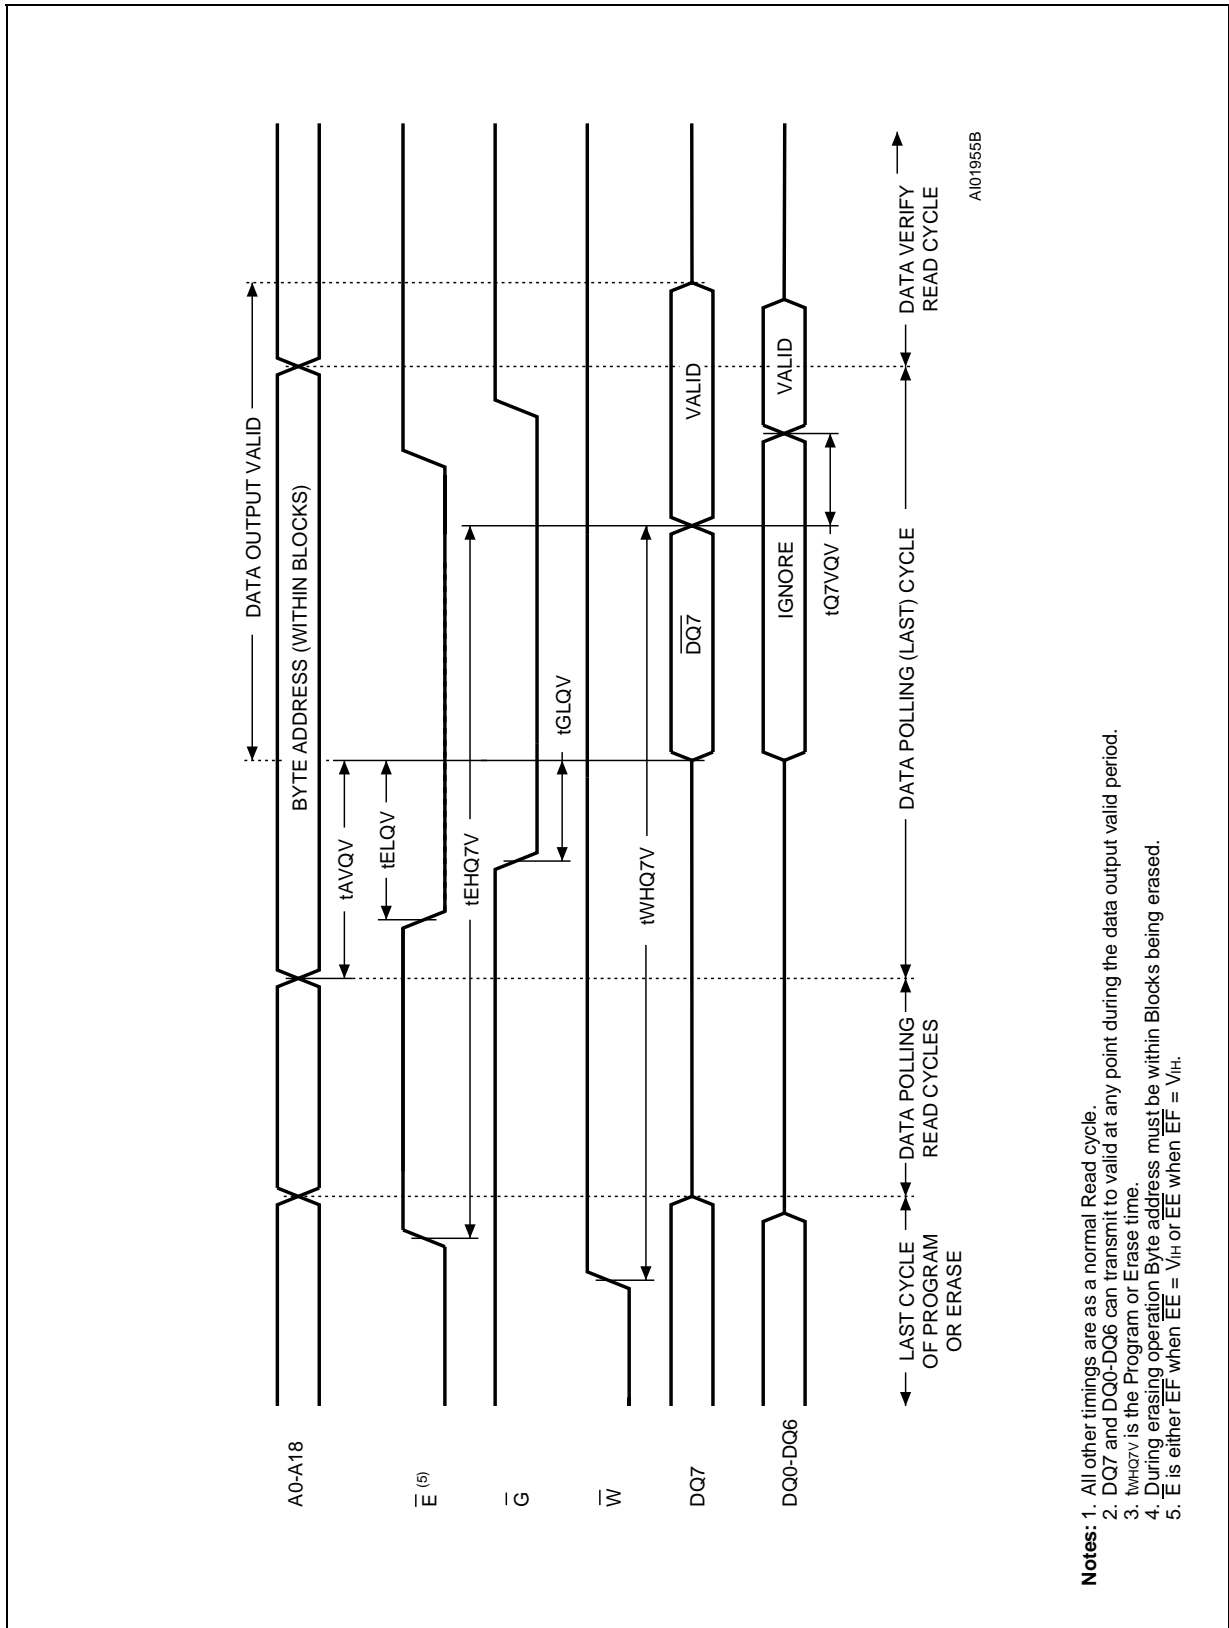 DATA OUTPUT VALID
A0-A18
BYTE ADDRESS (WITHIN BLOCKS)
tAVQV
tELQV
E̅ (5)
tEHQ7V
G̅
tGLQV
W̅
tWHQ7V
DQ7
D̅Q̅7̅
VALID
DQ0-DQ6
IGNORE
VALID
tQ7VQV
LAST CYCLE
OF PROGRAM
OR ERASE
DATA POLLING
READ CYCLES
DATA POLLING (LAST) CYCLE
DATA VERIFY
READ CYCLE
AI01955B
Notes: 1. All other timings are as a normal Read cycle.
2. DQ7 and DQ0-DQ6 can transmit to valid at any point during the data output valid period.
3. tWHQ7V is the Program or Erase time.
4. During erasing operation Byte address must be within Blocks being erased.
5. E̅ is either E̅F̅ when E̅E̅ = VIH or E̅E̅ when E̅F̅ = VIH.